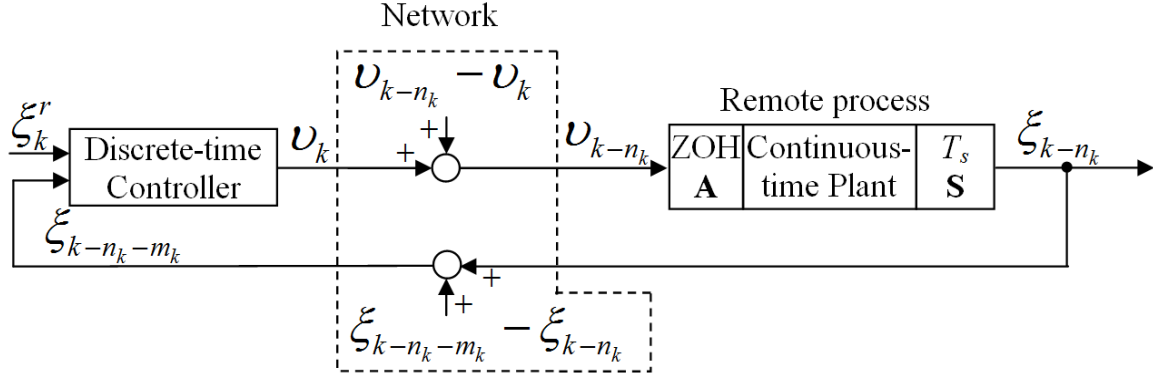 Network
υ_{k−n_k} − υ_k
Remote process
ξ_k^r
Discrete-time
Controller
υ_k
+
+
υ_{k−n_k}
ZOH
A
Continuous-
time Plant
T_s
S
ξ_{k−n_k}
ξ_{k−n_k−m_k}
+
+
ξ_{k−n_k−m_k} − ξ_{k−n_k}